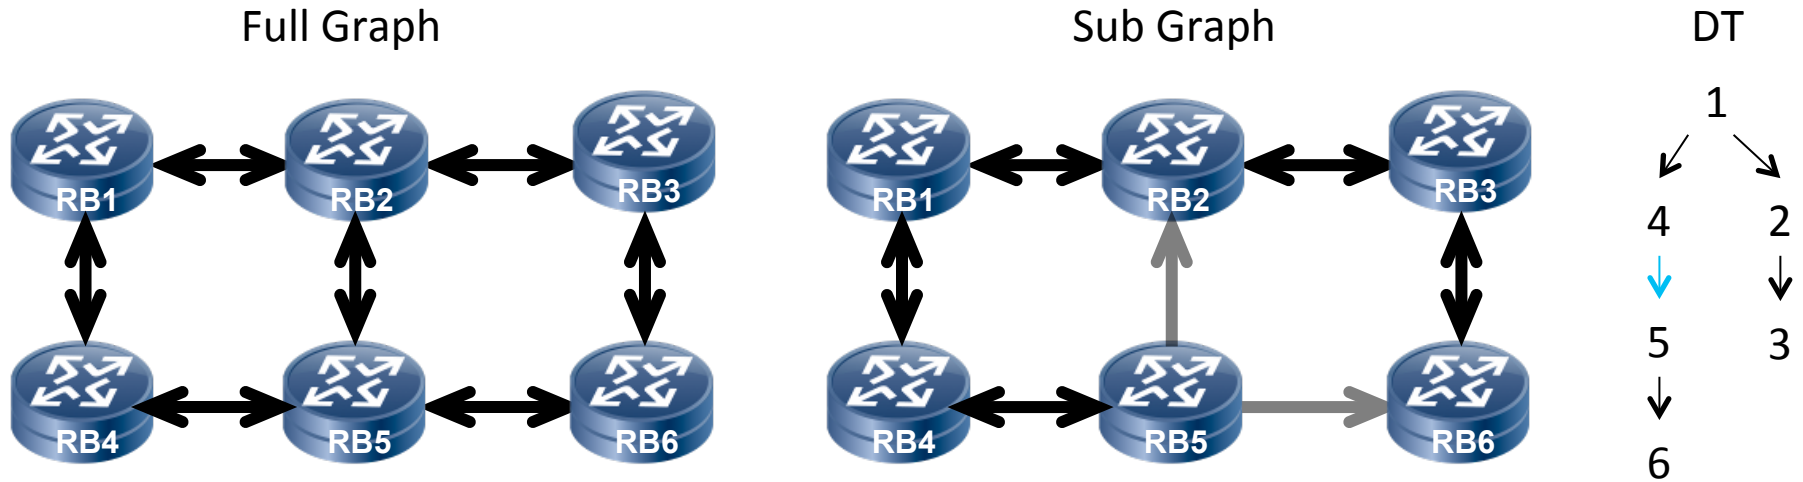 Full Graph
Sub Graph
DT
RB1
RB2
RB3
RB4
RB5
RB6
RB1
RB2
RB3
RB4
RB5
RB6
1
4 2
5 3
6